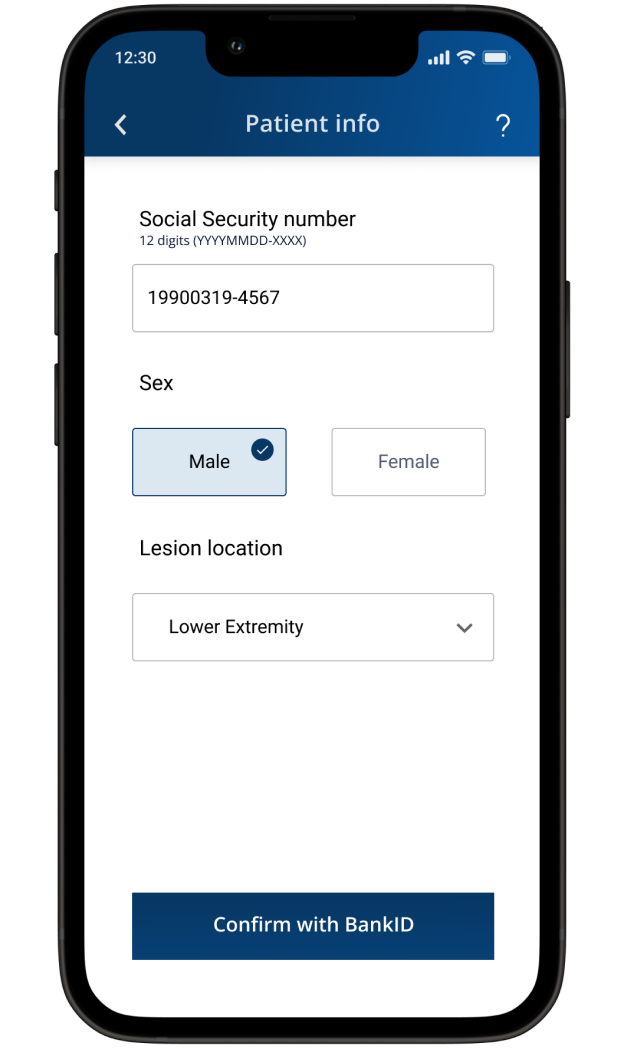 12:30
Patient info
?
Social Security number
12 digits (YYYYMMDD-XXXX)
19900319-4567
Sex
Male
Female
Lesion location
Lower Extremity
Confirm with BankID